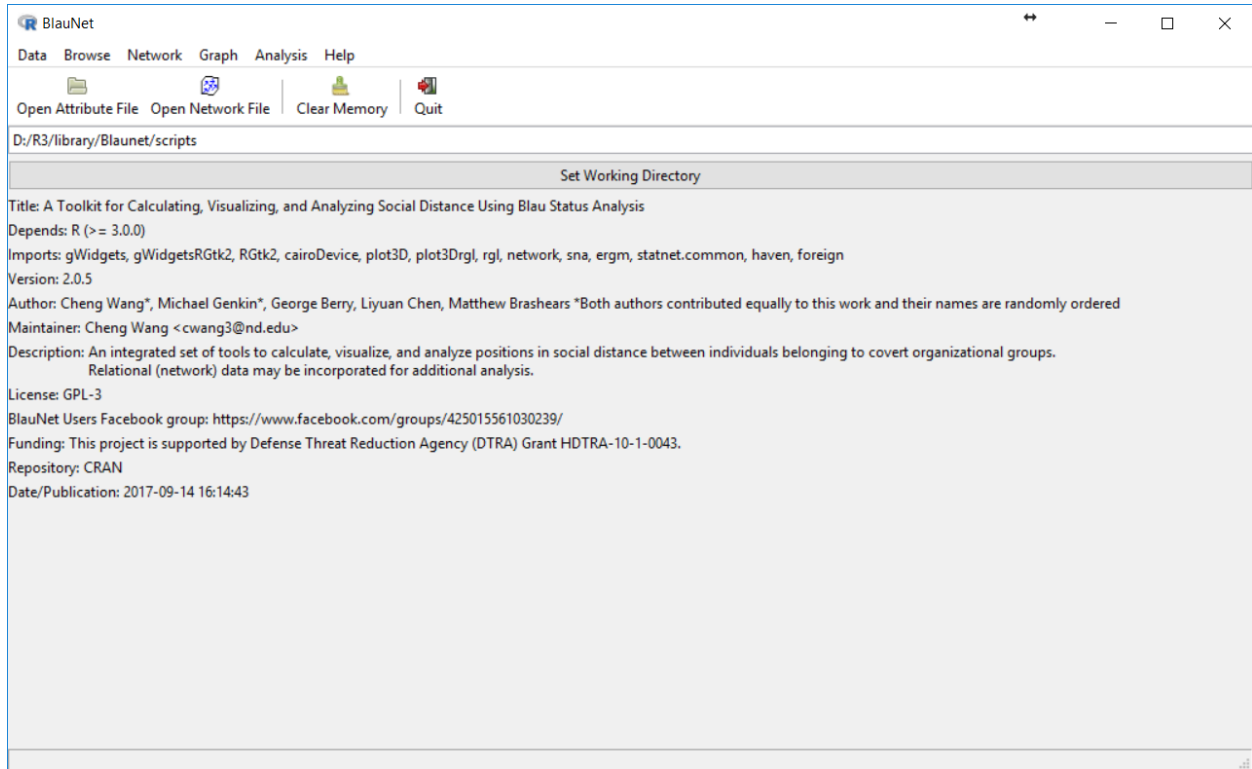 BlauNet
Data Browse Network Graph Analysis Help
Open Attribute File Open Network File Clear Memory Quit
D:/R3/library/Blaunet/scripts
Set Working Directory
Title: A Toolkit for Calculating, Visualizing, and Analyzing Social Distance Using Blau Status Analysis
Depends: R (>= 3.0.0)
Imports: gWidgets, gWidgetsRGtk2, RGtk2, cairoDevice, plot3D, plot3Drgl, rgl, network, sna, ergm, statnet.common, haven, foreign
Version: 2.0.5
Author: Cheng Wang*, Michael Genkin*, George Berry, Liyuan Chen, Matthew Brashears *Both authors contributed equally to this work and their names are randomly ordered
Maintainer: Cheng Wang <cwang3@nd.edu>
Description: An integrated set of tools to calculate, visualize, and analyze positions in social distance between individuals belonging to covert organizational groups.
Relational (network) data may be incorporated for additional analysis.
License: GPL-3
BlauNet Users Facebook group: https://www.facebook.com/groups/425015561030239/
Funding: This project is supported by Defense Threat Reduction Agency (DTRA) Grant HDTRA-10-1-0043.
Repository: CRAN
Date/Publication: 2017-09-14 16:14:43